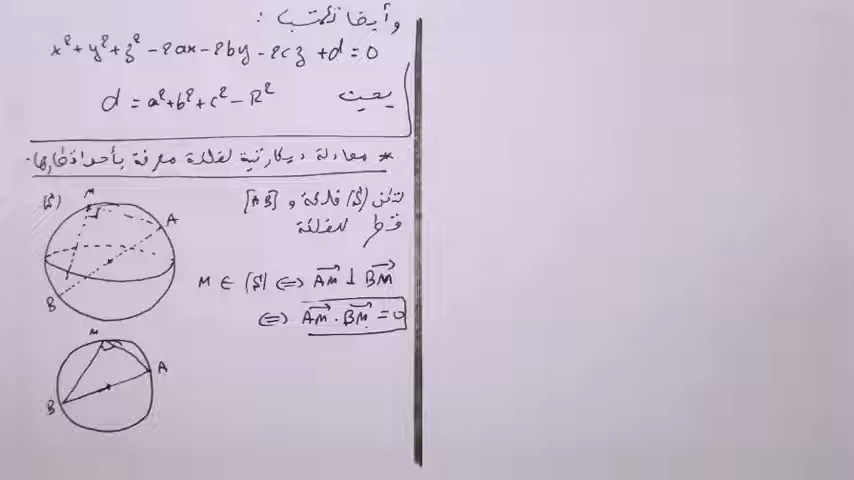 وأيضا تكتب :
x² + y² + z² - 2ax - 2by - 2cz + d = 0
بحيث d = a² + b² + c² - R²
* معادلة ديكارتية لفلكة معرفة بأحد أقطارها.
لتكن (S) فلكة و [AB]
قطر للفلكة
(S)
M
A
B
M ∈ (S) ⟺ AM⃗ ⊥ BM⃗
⟺ AM⃗ . BM⃗ = 0
M
A
B